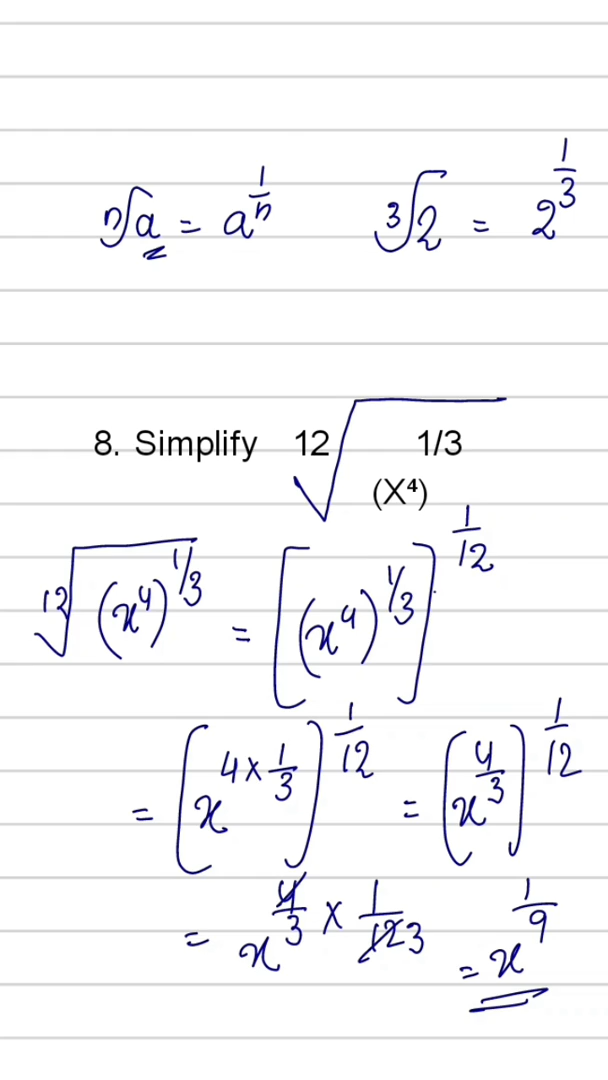 ⁿ√a = a^(1/n)    ³√2 = 2^(1/3)
8. Simplify 12√ 1/3
(X⁴)
¹²√(x⁴)^(1/3) = [(x⁴)^(1/3)]^(1/12)
= (x^(4×1/3))^(1/12) = (x^(4/3))^(1/12)
= x^(4/3 × 1/12 3) = x^(1/9)